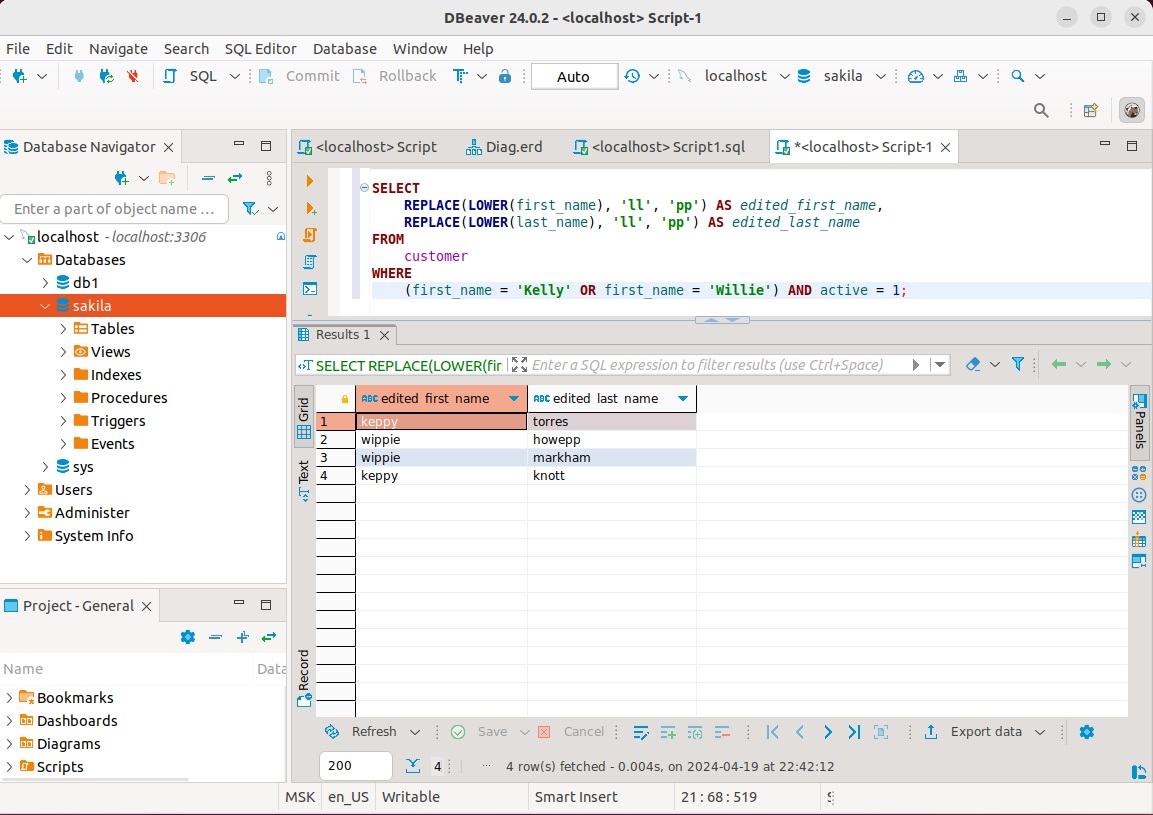 DBeaver 24.0.2 - <localhost> Script-1
File Edit Navigate Search SQL Editor Database Window Help
SQL Commit Rollback Auto localhost sakila
Database Navigator
Enter a part of object name ...
localhost - localhost:3306
Databases
db1
sakila
Tables
Views
Indexes
Procedures
Triggers
Events
sys
Users
Administer
System Info
Project - General
Name Data
Bookmarks
Dashboards
Diagrams
Scripts
<localhost> Script Diag.erd <localhost> Script1.sql *<localhost> Script-1
SELECT
REPLACE(LOWER(first_name), 'll', 'pp') AS edited_first_name,
REPLACE(LOWER(last_name), 'll', 'pp') AS edited_last_name
FROM
customer
WHERE
(first_name = 'Kelly' OR first_name = 'Willie') AND active = 1;
Results 1
SELECT REPLACE(LOWER(fir Enter a SQL expression to filter results (use Ctrl+Space)
Grid
Text
Record
ABC edited_first_name ABC edited_last_name
1 keppy torres
2 wippie howepp
3 wippie markham
4 keppy knott
Panels
Refresh Save Cancel Export data
200 4 ... 4 row(s) fetched - 0.004s, on 2024-04-19 at 22:42:12
MSK en_US Writable Smart Insert 21:68:519